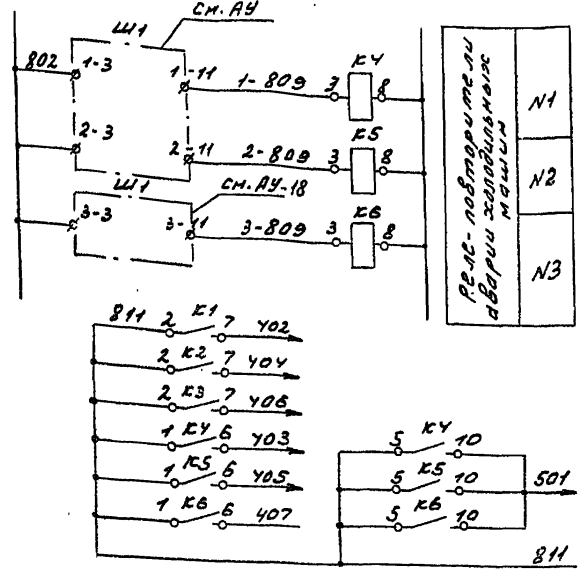 См. АУ
Ш1
802
1-3
1-11
1-809
3
К4
8
2-3
2-11
2-809
3
К5
8
Ш1
См. АУ-18
3-3
3-11
3-809
3
К6
8
Реле-повторители
аварии холодильных
машин
N1
N2
N3
811
2 К1 7 402
2 К2 7 404
2 К3 7 406
1 К4 6 403
1 К5 6 405
1 К6 6 407
5 К4 10
5 К5 10
5 К6 10
501
811